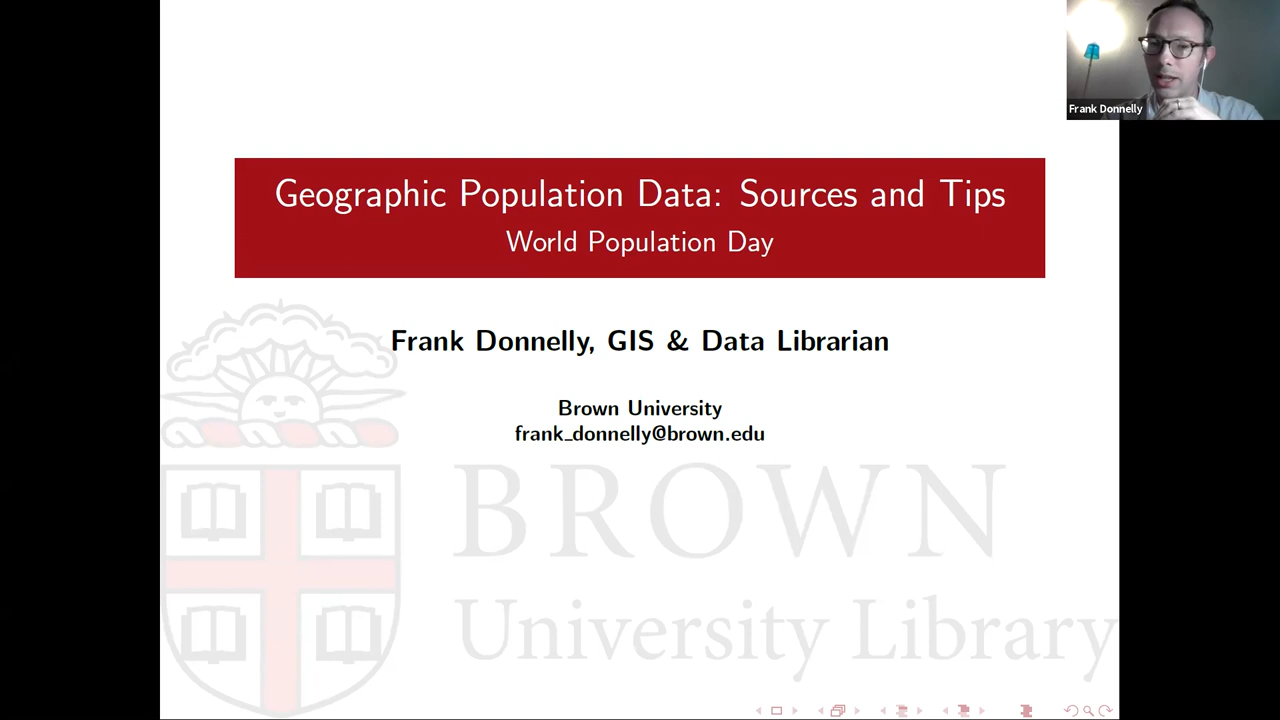 Frank Donnelly
Geographic Population Data: Sources and Tips
World Population Day
Frank Donnelly, GIS & Data Librarian
Brown University
frank_donnelly@brown.edu
BROWN
University Library